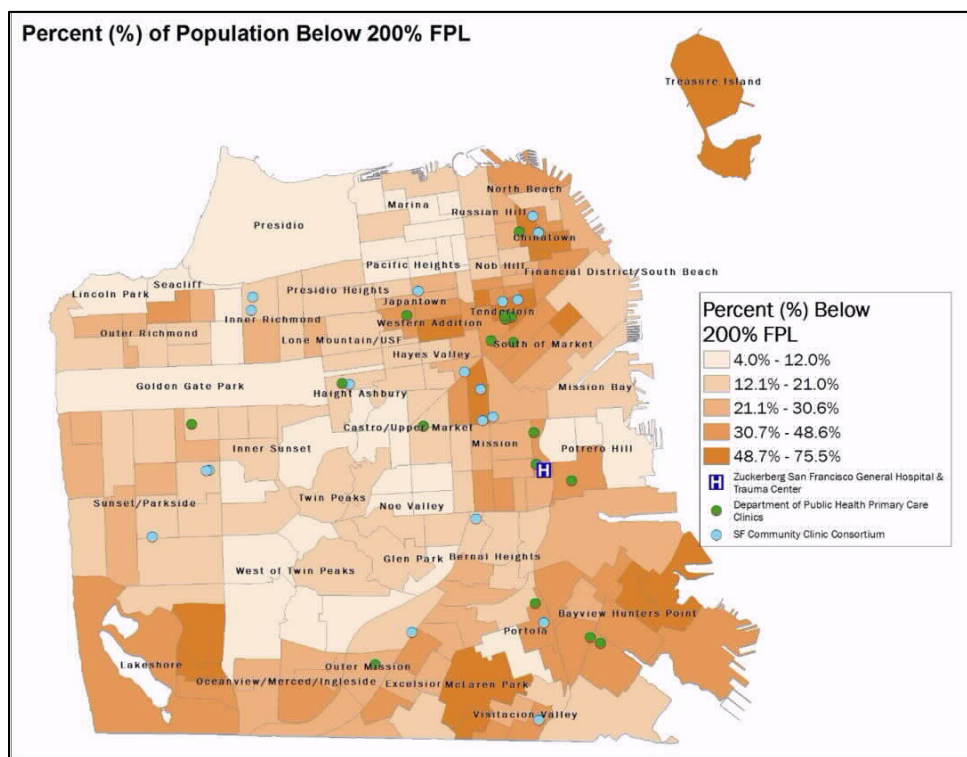 Percent (%) of Population Below 200% FPL
Treasure Island
North Beach
Marina
Russian Hill
Presidio
Chinatown
Pacific Heights
Nob Hill
Financial District/South Beach
Seacliff
Lincoln Park
Presidio Heights
Japantown
Tenderloin
Inner Richmond
Western Addition
Outer Richmond
Lone Mountain/USF
South of Market
Hayes Valley
Golden Gate Park
Mission Bay
Haight Ashbury
Castro/Upper Market
Mission
Potrero Hill
Inner Sunset
Twin Peaks
Sunset/Parkside
Noe Valley
Glen Park
Bernal Heights
West of Twin Peaks
Bayview Hunters Point
Portola
Lakeshore
Outer Mission
Oceanview/Merced/Ingleside
Excelsior
McLaren Park
Visitacion Valley
Percent (%) Below
200% FPL
4.0% - 12.0%
12.1% - 21.0%
21.1% - 30.6%
30.7% - 48.6%
48.7% - 75.5%
H
Zuckerberg San Francisco General Hospital &
Trauma Center
Department of Public Health Primary Care
Clinics
SF Community Clinic Consortium
H